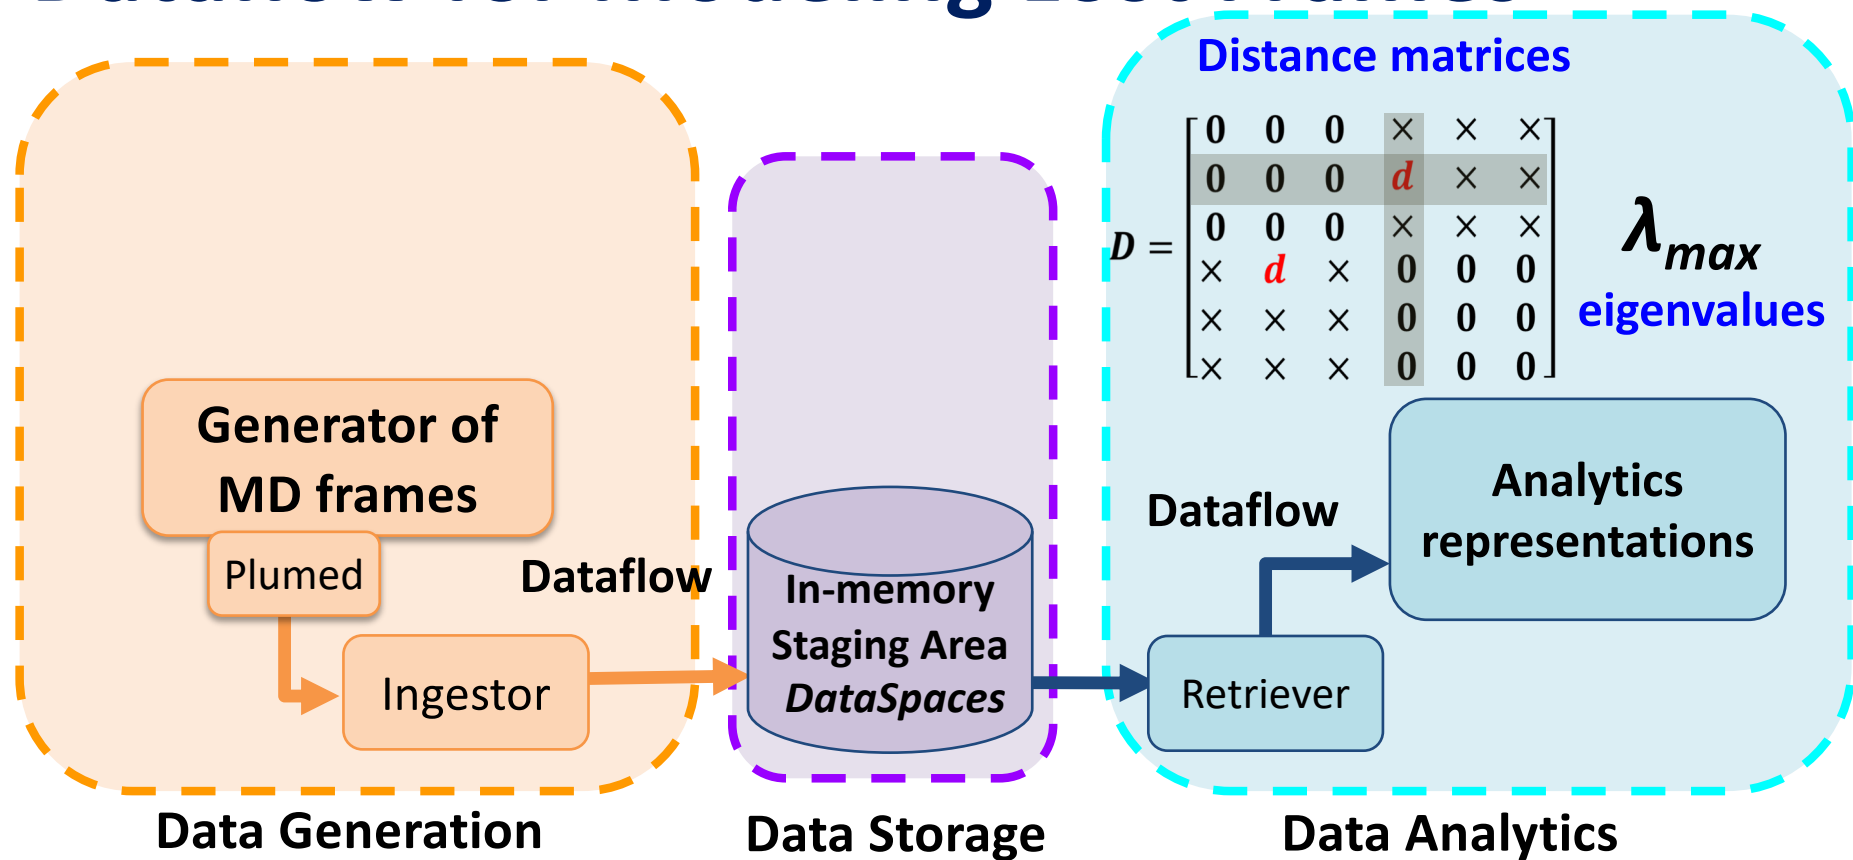 Distance matrices
0 0 0 × × ×
0 0 0 d × ×
0 0 0 × × ×
D =
× d × 0 0 0
× × × 0 0 0
× × × 0 0 0
λmax
eigenvalues
Generator of
MD frames
Plumed
Ingestor
Dataflow
In-memory
Staging Area
DataSpaces
Dataflow
Retriever
Analytics
representations
Data Generation
Data Storage
Data Analytics